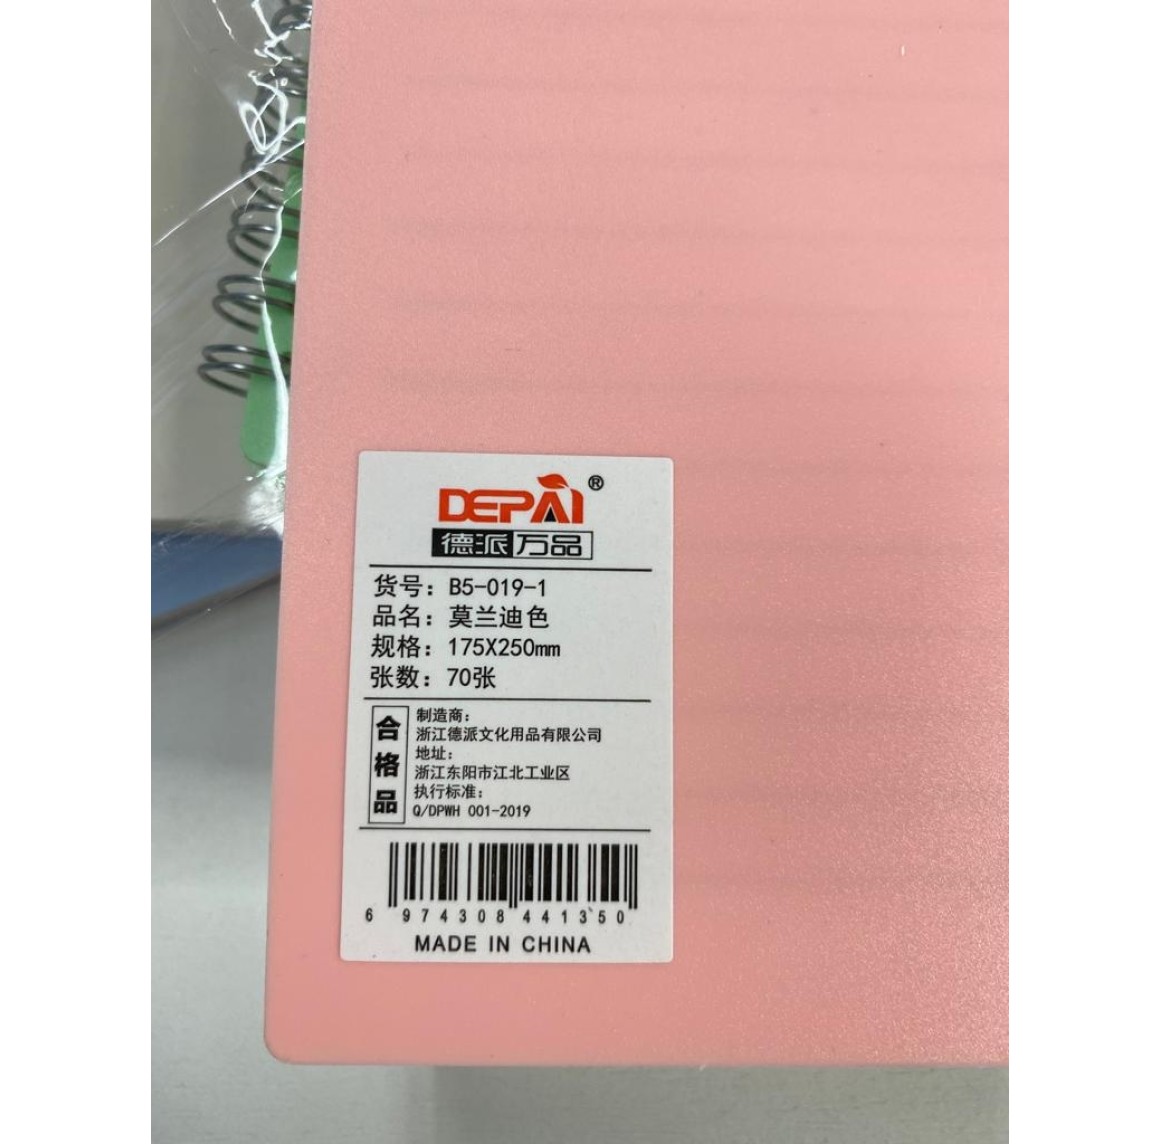 DEPAI®
德派万品
货号：B5-019-1
品名：莫兰迪色
规格：175X250mm
张数：70张
合格品
制造商：
浙江德派文化用品有限公司
地址：
浙江东阳市江北工业区
执行标准：
Q/DPWH 001-2019
6 974308 441350
MADE IN CHINA